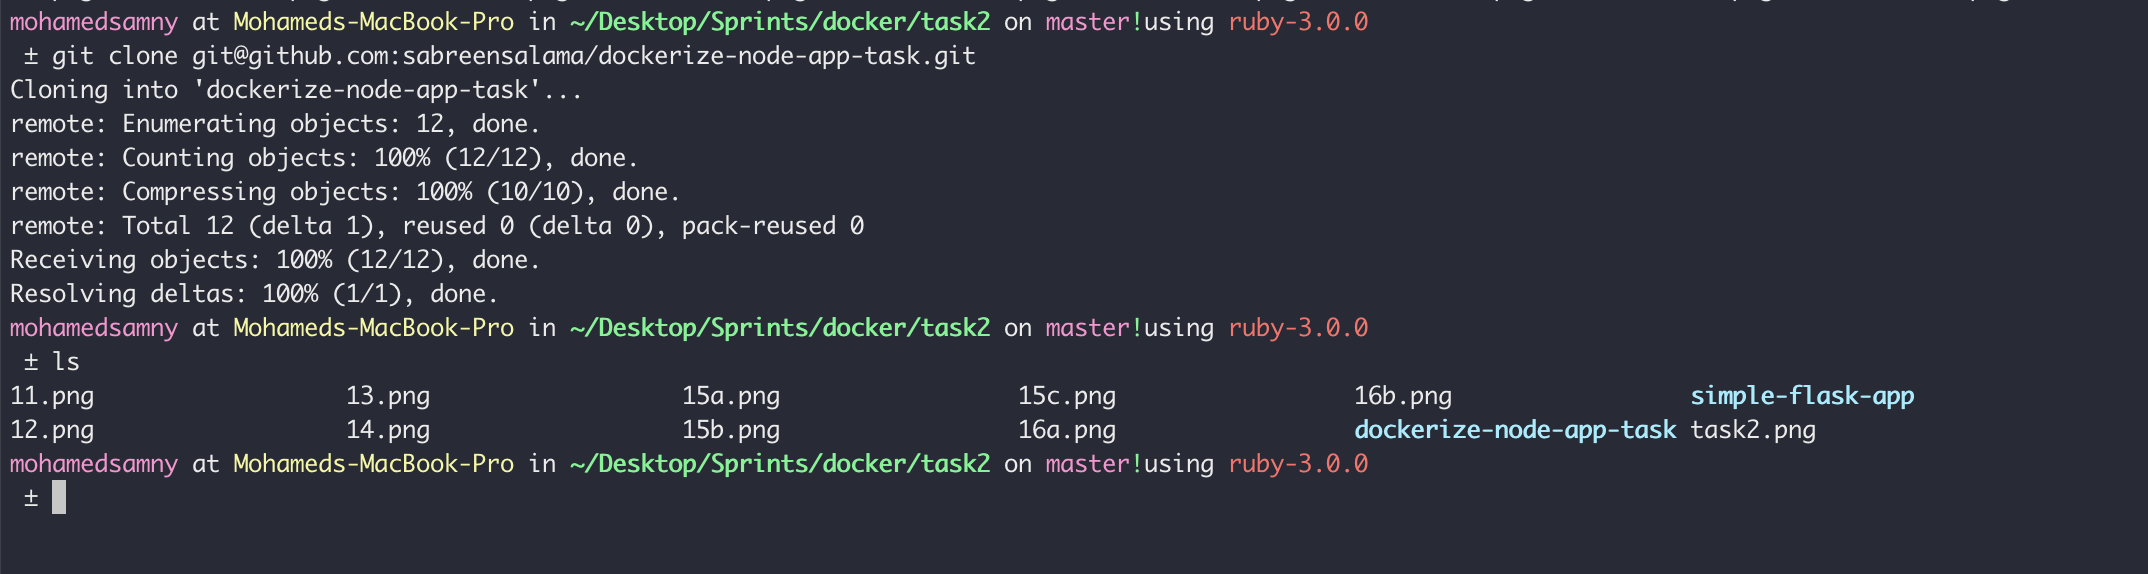 mohamedsamny at Mohameds-MacBook-Pro in ~/Desktop/Sprints/docker/task2 on master!using ruby-3.0.0
± git clone git@github.com:sabreensalama/dockerize-node-app-task.git
Cloning into 'dockerize-node-app-task'...
remote: Enumerating objects: 12, done.
remote: Counting objects: 100% (12/12), done.
remote: Compressing objects: 100% (10/10), done.
remote: Total 12 (delta 1), reused 0 (delta 0), pack-reused 0
Receiving objects: 100% (12/12), done.
Resolving deltas: 100% (1/1), done.
mohamedsamny at Mohameds-MacBook-Pro in ~/Desktop/Sprints/docker/task2 on master!using ruby-3.0.0
± ls
11.png 13.png 15a.png 15c.png 16b.png simple-flask-app
12.png 14.png 15b.png 16a.png dockerize-node-app-task task2.png
mohamedsamny at Mohameds-MacBook-Pro in ~/Desktop/Sprints/docker/task2 on master!using ruby-3.0.0
±